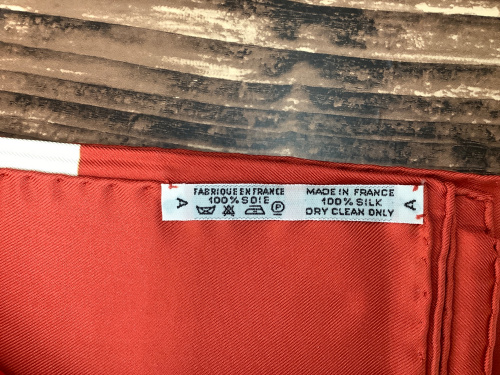 A
FABRIQUE EN FRANCE
100% SOIE
P
MADE IN FRANCE
100% SILK
DRY CLEAN ONLY
A